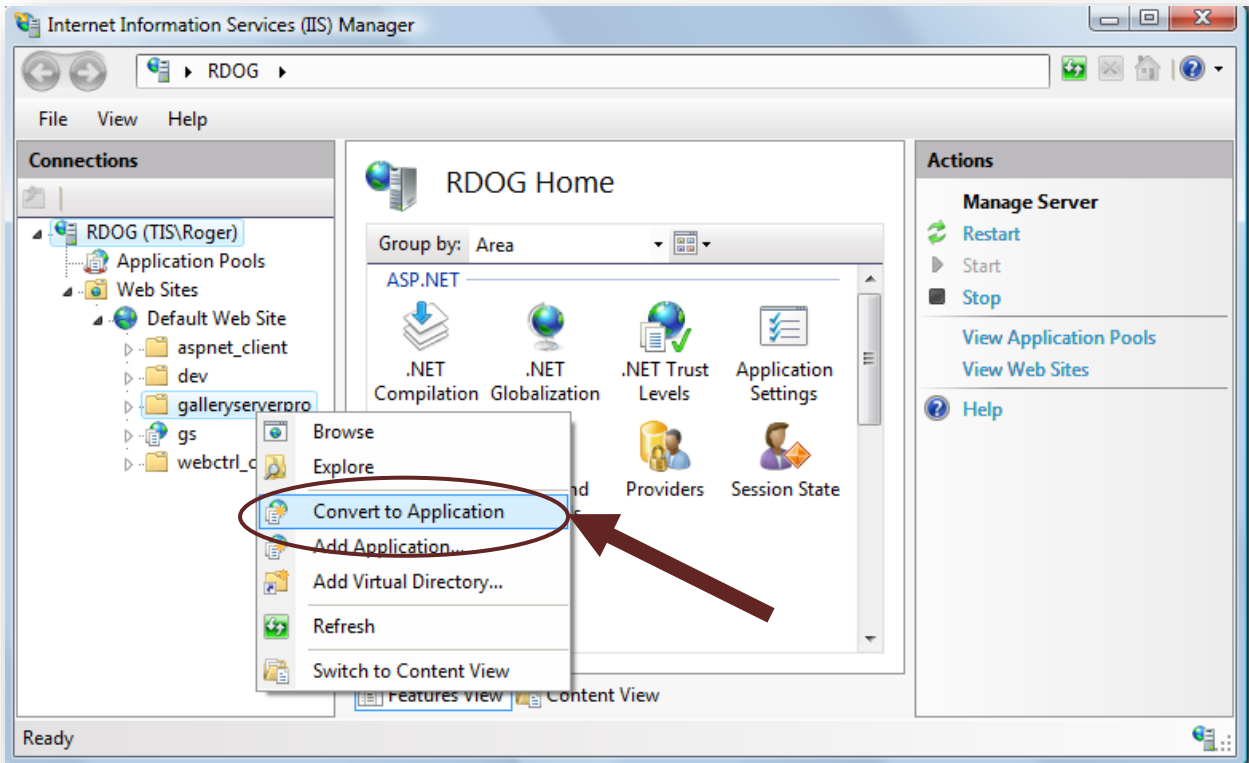 Internet Information Services (IIS) Manager
RDOG
File View Help
Connections
RDOG (TIS\Roger)
Application Pools
Web Sites
Default Web Site
aspnet_client
dev
galleryserverpro
gs
webctrl_c
Browse
Explore
Convert to Application
Add Application...
Add Virtual Directory...
Refresh
Switch to Content View
RDOG Home
Group by: Area
ASP.NET
.NET Compilation
.NET Globalization
.NET Trust Levels
Application Settings
nd
s
Providers
Session State
Features View
Content View
Actions
Manage Server
Restart
Start
Stop
View Application Pools
View Web Sites
Help
Ready